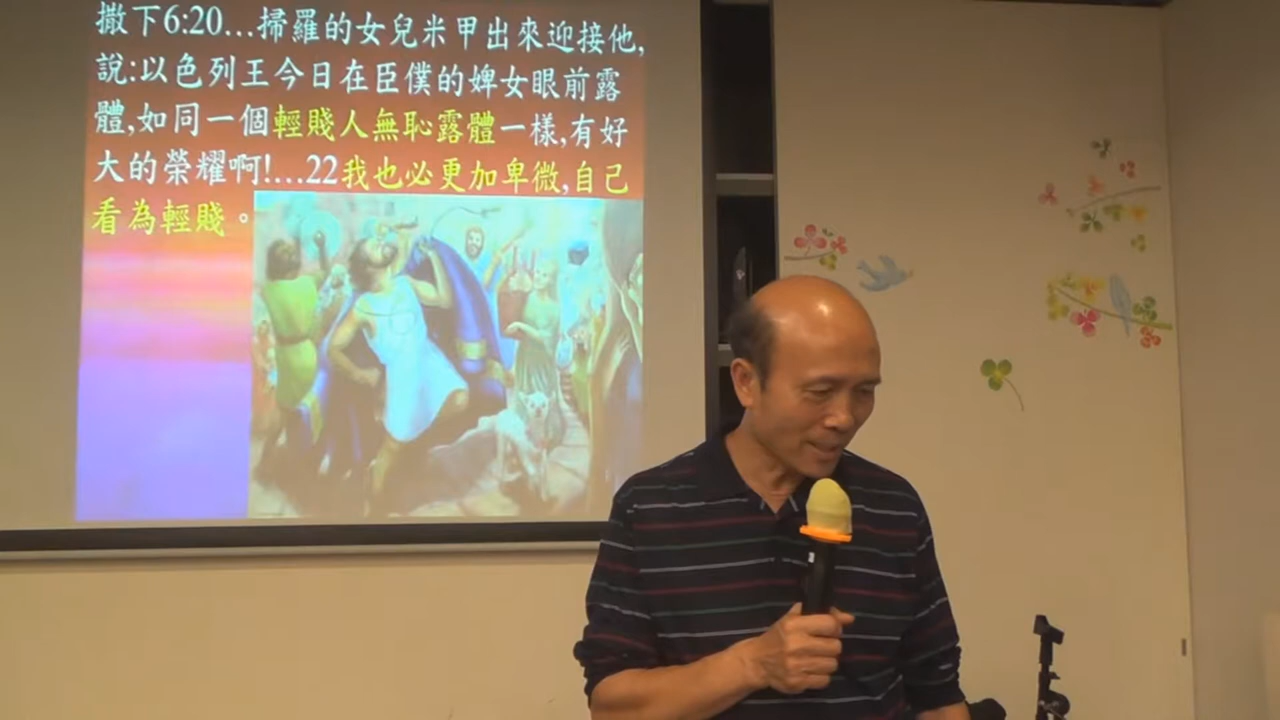 撒下6:20…掃羅的女兒米甲出來迎接他,
說:以色列王今日在臣僕的婢女眼前露
體,如同一個輕賤人無恥露體一樣,有好
大的榮耀啊!…22我也必更加卑微,自己
看為輕賤。